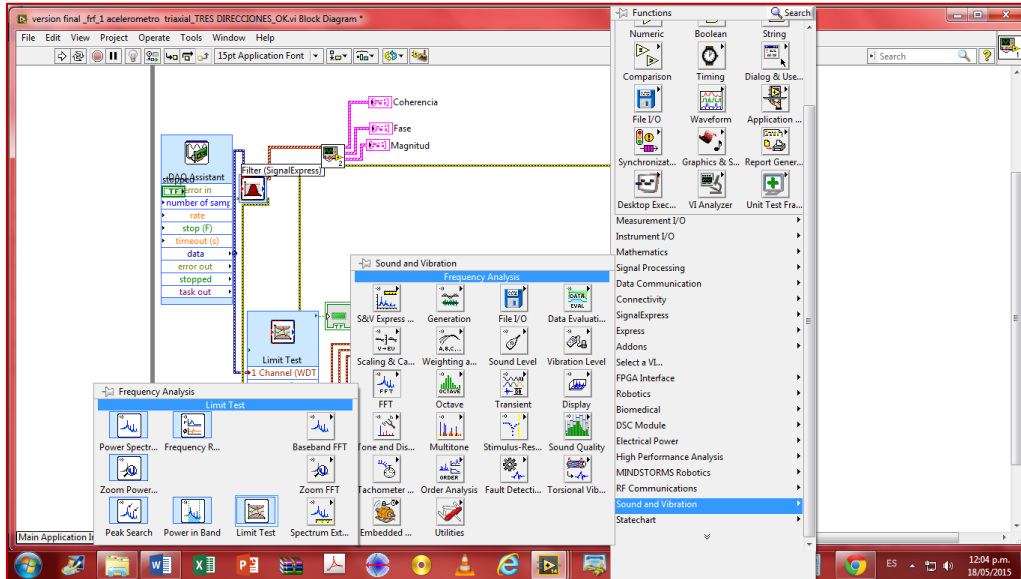 version final _frf_1 acelerometro triaxial_TRES DIRECCIONES_OK.vi Block Diagram *
File Edit View Project Operate Tools Window Help
15pt Application Font
Search
Functions
Search
Numeric Boolean String
Comparison Timing Dialog & Use...
File I/O Waveform Application ...
Synchronizat... Graphics & S... Report Gener...
Desktop Exec... VI Analyzer Unit Test Fra...
Measurement I/O
Instrument I/O
Mathematics
Signal Processing
Data Communication
Connectivity
SignalExpress
Express
Addons
Select a VI...
FPGA Interface
Robotics
Biomedical
DSC Module
Electrical Power
High Performance Analysis
MINDSTORMS Robotics
RF Communications
Sound and Vibration
Statechart
Coherencia
Fase
Magnitud
DAQ Assistant
stopped
TF
error in
number of samp
rate
stop (F)
timeout (s)
data
error out
stopped
task out
Filter (SignalExpress)
Limit Test
1 Channel (WDT
TF
Sound and Vibration
Frequency Analysis
S&V Express ... Generation File I/O Data Evaluati...
Scaling & Ca... Weighting a... Sound Level Vibration Level
FFT Octave Transient Display
Tone and Dis... Multitone Stimulus-Res... Sound Quality
Tachometer ... Order Analysis Fault Detecti... Torsional Vib...
Embedded ... Utilities
Frequency Analysis
Limit Test
Power Spectr... Frequency R... Baseband FFT
Zoom Power... Zoom FFT
Peak Search Power in Band Limit Test Spectrum Ext...
Main Application In
ES
12:04 p.m.
18/05/2015